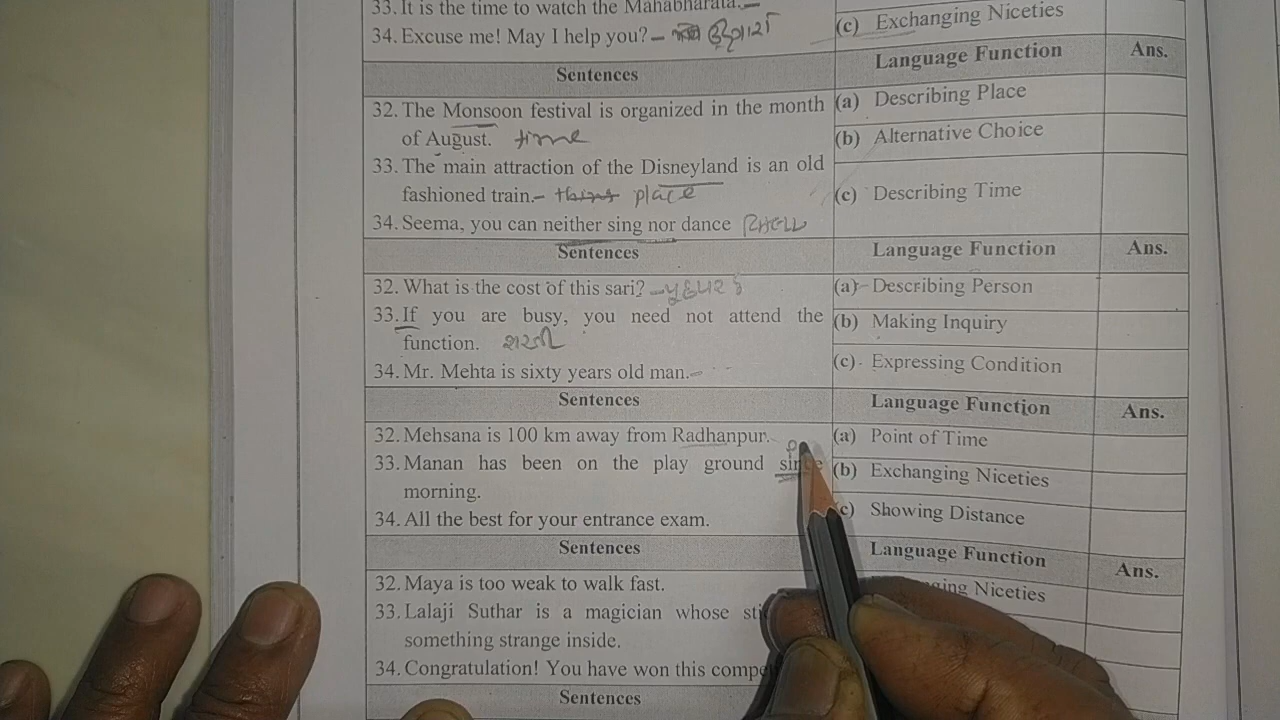 33. It is the time to watch the Mahabharata.
34. Excuse me! May I help you? –
(c) Exchanging Niceties
Sentences
Language Function
Ans.
32. The Monsoon festival is organized in the month
of August. time
33. The main attraction of the Disneyland is an old
fashioned train.– things place
34. Seema, you can neither sing nor dance
(a) Describing Place
(b) Alternative Choice
(c) Describing Time
Sentences
Language Function
Ans.
32. What is the cost of this sari?
33. If you are busy, you need not attend the
function.
34. Mr. Mehta is sixty years old man.
(a) Describing Person
(b) Making Inquiry
(c) Expressing Condition
Sentences
Language Function
Ans.
32. Mehsana is 100 km away from Radhanpur.
33. Manan has been on the play ground since
morning.
34. All the best for your entrance exam.
(a) Point of Time
(b) Exchanging Niceties
(c) Showing Distance
Sentences
Language Function
Ans.
32. Maya is too weak to walk fast.
33. Lalaji Suthar is a magician whose
something strange inside.
34. Congratulation! You have won this
Niceties
Sentences